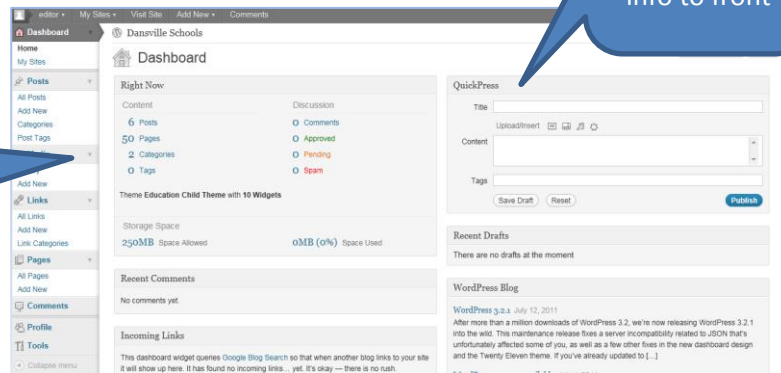 info to front
editor My Sites Visit Site Add New Comments
Dashboard
Home
My Sites
Posts
All Posts
Add New
Categories
Post Tags
Add New
Links
All Links
Add New
Link Categories
Pages
All Pages
Add New
Comments
Profile
Tools
Collapse menu
Dansville Schools
Dashboard
Right Now
Content Discussion
6 Posts 0 Comments
50 Pages 0 Approved
2 Categories 0 Pending
0 Tags 0 Spam
Theme Education Child Theme with 10 Widgets
Storage Space
250MB Space Allowed 0MB (0%) Space Used
Recent Comments
No comments yet.
Incoming Links
This dashboard widget queries Google Blog Search so that when another blog links to your site
it will show up here. It has found no incoming links… yet. It's okay — there is no rush.
QuickPress
Title
Upload/Insert
Content
Tags
Save Draft Reset Publish
Recent Drafts
There are no drafts at the moment
WordPress Blog
WordPress 3.2.1 July 12, 2011
After more than a million downloads of WordPress 3.2, we're now releasing WordPress 3.2.1
into the wild. This maintenance release fixes a server incompatibility related to JSON that's
unfortunately affected some of you, as well as a few other fixes in the new dashboard design
and the Twenty Eleven theme. If you've already updated to […]